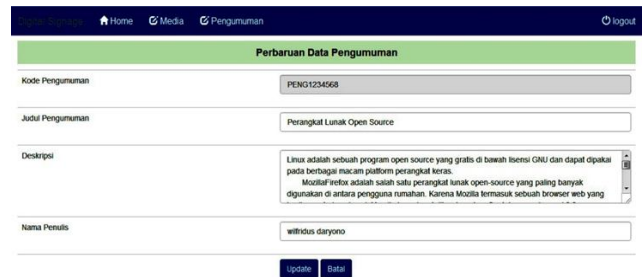 Digital Signage Home Media Pengumuman logout
Perbaruan Data Pengumuman
Kode Pengumuman PENG1234568
Judul Pengumuman Perangkat Lunak Open Source
Deskripsi
Linux adalah sebuah program open source yang gratis di bawah lisensi GNU dan dapat dipakai
pada berbagai macam platform perangkat keras.
MozillaFirefox adalah salah satu perangkat lunak open-source yang paling banyak
digunakan di antara pengguna rumahan. Karena Mozilla termasuk sebuah browser web yang
Nama Penulis wilfridus daryono
Update Batal